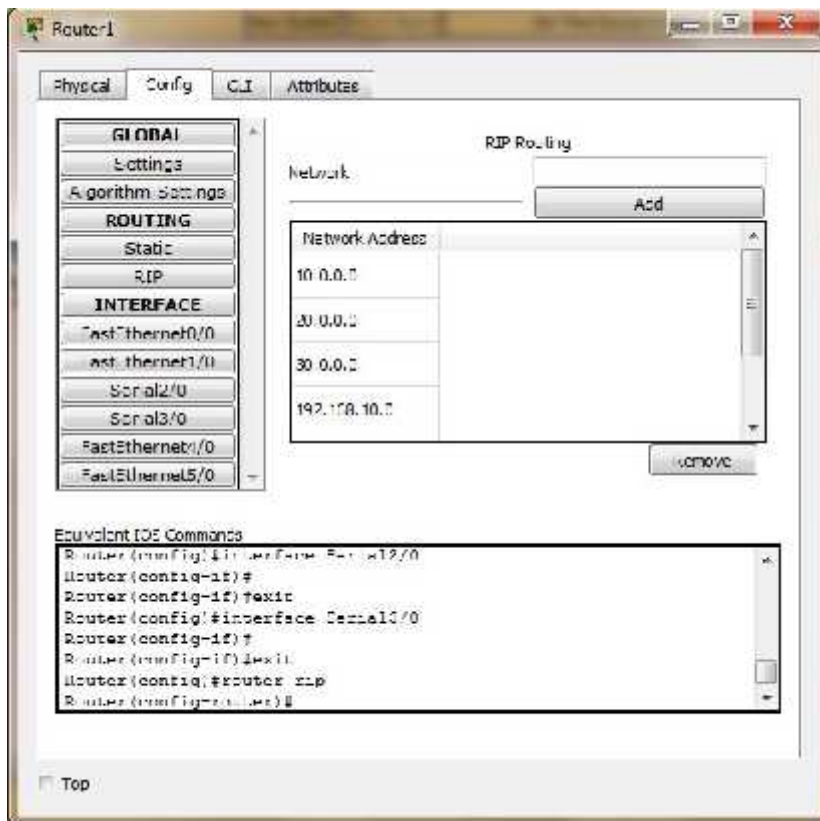 Router1
Physical
Config
CLI
Attributes
GLOBAL
Settings
Algorithm Settings
ROUTING
Static
RIP
INTERFACE
FastEthernet0/0
FastEthernet1/0
Serial2/0
Serial3/0
FastEthernet4/0
FastEthernet5/0
RIP Routing
Network
Add
Network Address
10.0.0.0
20.0.0.0
30.0.0.0
192.168.10.0
Remove
Equivalent IOS Commands
Router(config)#interface Serial2/0
Router(config-if)#
Router(config-if)#exit
Router(config)#interface Serial3/0
Router(config-if)#
Router(config-if)#exit
Router(config)#router rip
Router(config-router)#
Top